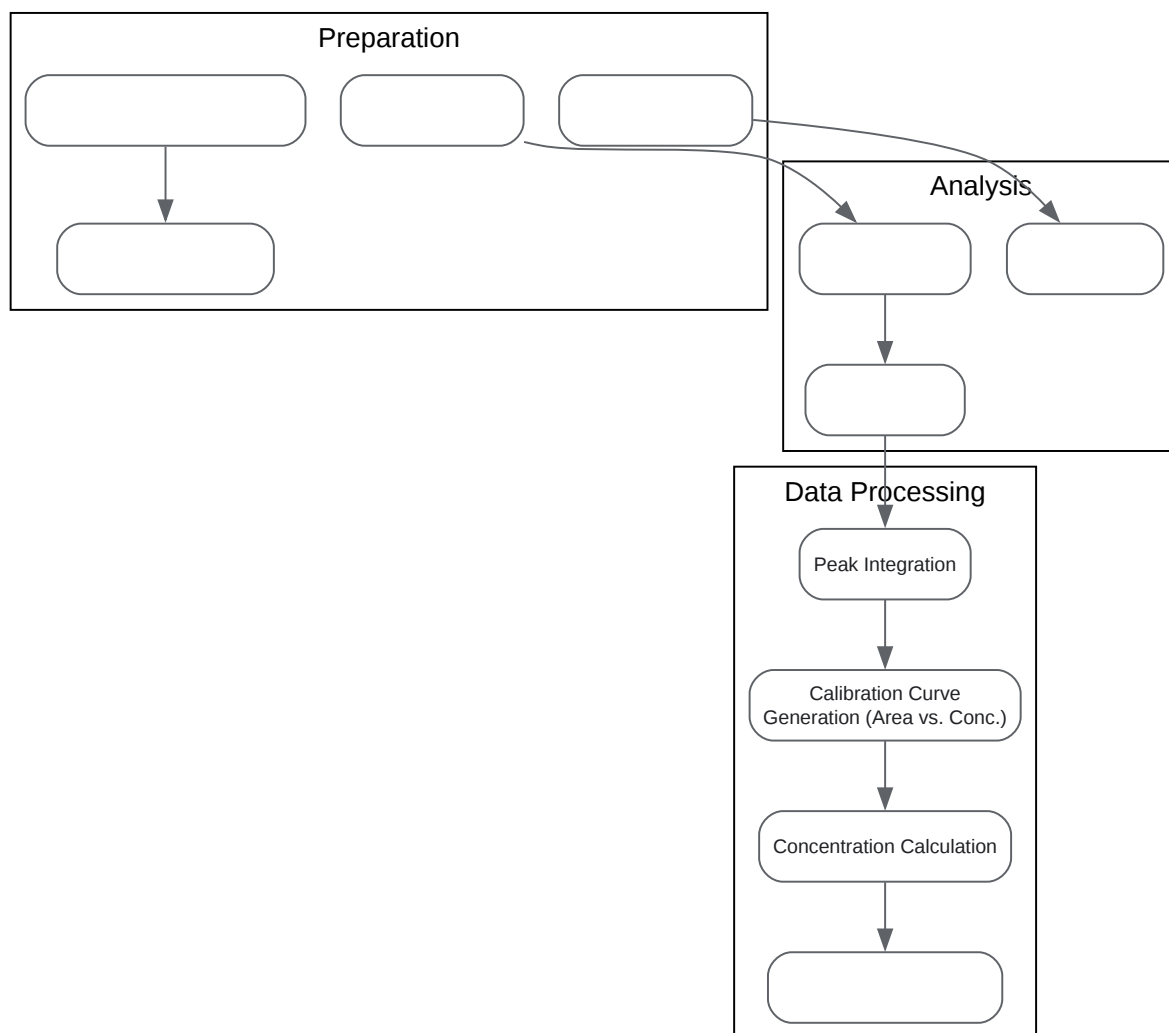 Preparation
Analysis
Data Processing
Peak Integration
Calibration Curve
Generation (Area vs. Conc.)
Concentration Calculation